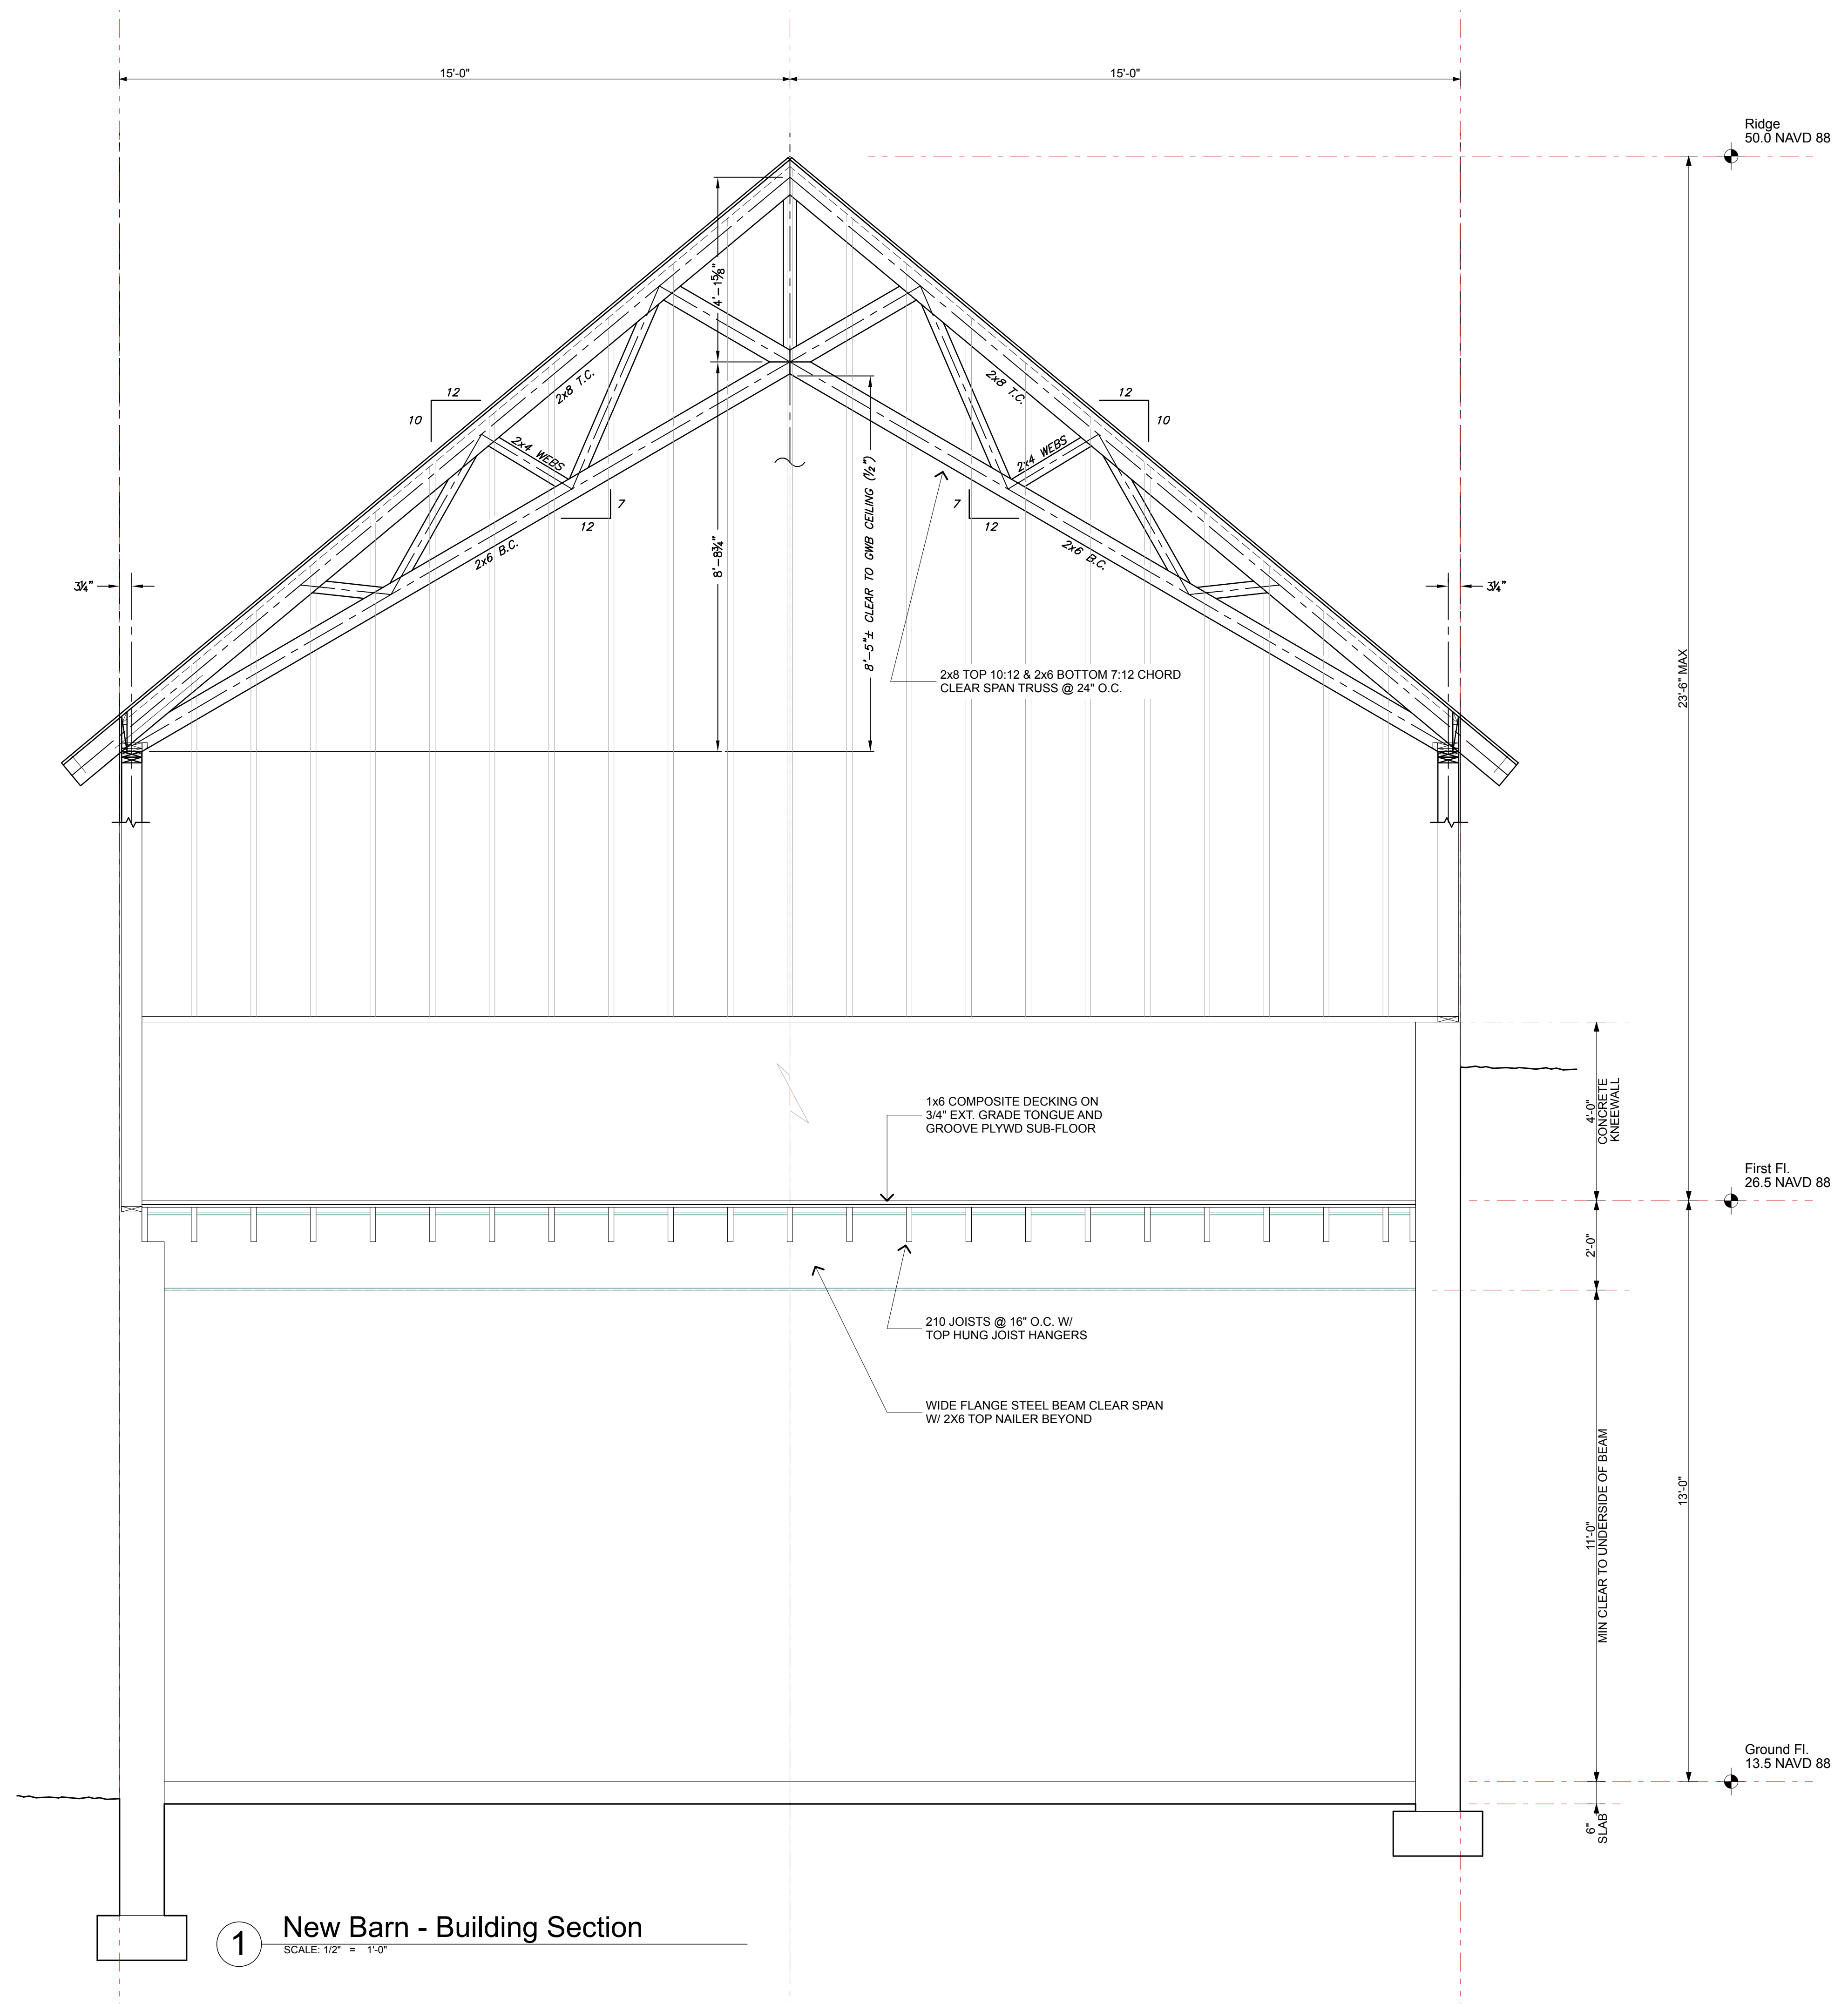 15'-0"
15'-0"
Ridge
50.0 NAVD 88
4'-1⅝"
12
10
2x8 T.C.
2x8 T.C.
12
10
2x4 WEBS
2x4 WEBS
7
12
7
12
2x6 B.C.
2x6 B.C.
8'-8¾"
8'-5"± CLEAR TO GWB CEILING (½")
3¼"
3¼"
2x8 TOP 10:12 & 2x6 BOTTOM 7:12 CHORD
CLEAR SPAN TRUSS @ 24" O.C.
23'-6" MAX
1x6 COMPOSITE DECKING ON
3/4" EXT. GRADE TONGUE AND
GROOVE PLYWD SUB-FLOOR
4'-0"
CONCRETE
KNEEWALL
First Fl.
26.5 NAVD 88
2'-0"
210 JOISTS @ 16" O.C. W/
TOP HUNG JOIST HANGERS
WIDE FLANGE STEEL BEAM CLEAR SPAN
W/ 2X6 TOP NAILER BEYOND
11'-0"
MIN CLEAR TO UNDERSIDE OF BEAM
13'-0"
Ground Fl.
13.5 NAVD 88
6"
SLAB
1
New Barn - Building Section
SCALE: 1/2" = 1'-0"